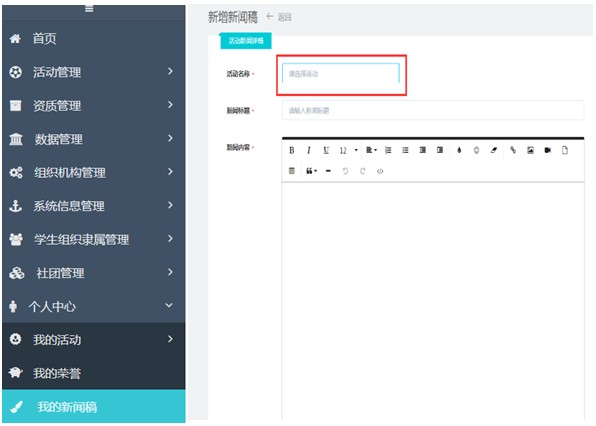 首页
活动管理
资质管理
数据管理
组织机构管理
系统信息管理
学生组织隶属管理
社团管理
个人中心
我的活动
我的荣誉
我的新闻稿
新增新闻稿 ← 返回
活动新闻详情
活动名称 *
请选择活动
新闻标题 *
请输入新闻标题
新闻内容 *
B I U 12